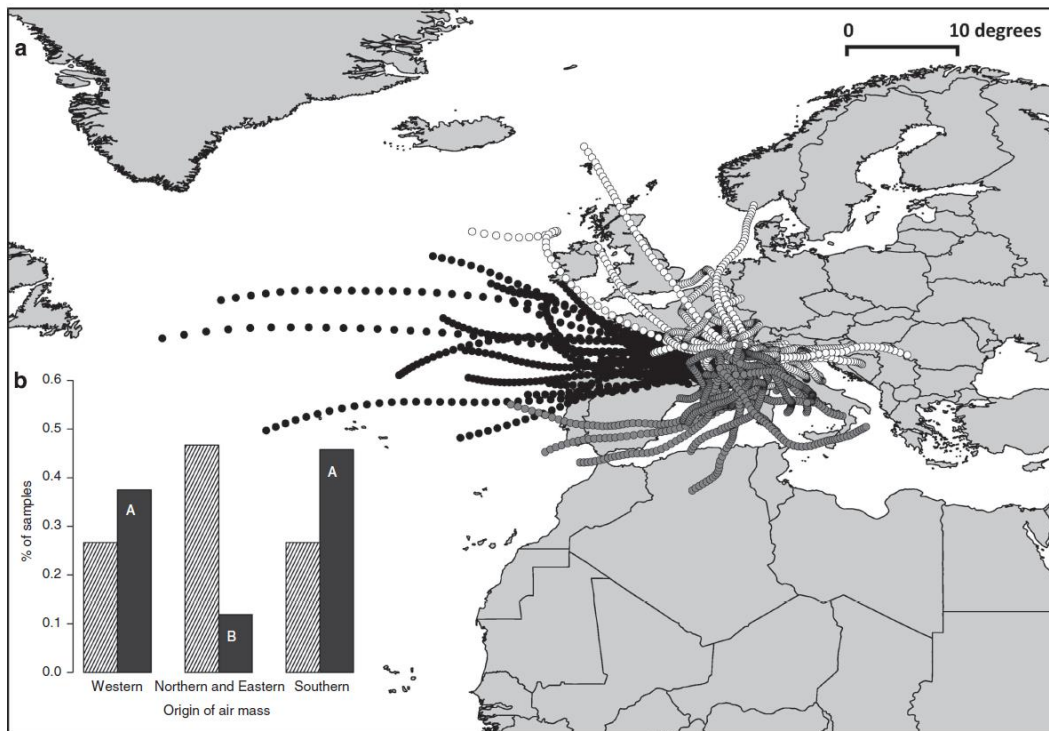 a
0 10 degrees
b
0.6
0.5
0.4
0.3
0.2
0.1
0.0
% of samples
A
B
A
Western Northern and Eastern Southern
Origin of air mass